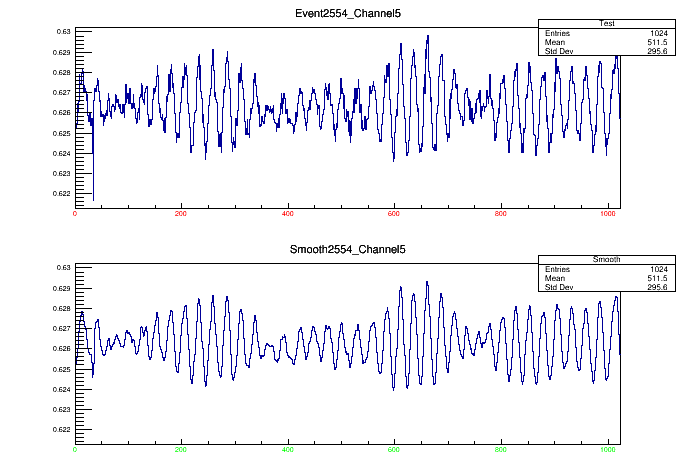 Event2554_Channel5
Test
Entries 1024
Mean 511.5
Std Dev 295.6
0.63
0.629
0.628
0.627
0.626
0.625
0.624
0.623
0.622
0 200 400 600 800 1000
Smooth2554_Channel5
Smooth
Entries 1024
Mean 511.5
Std Dev 295.6
0.63
0.629
0.628
0.627
0.626
0.625
0.624
0.623
0.622
0 200 400 600 800 1000